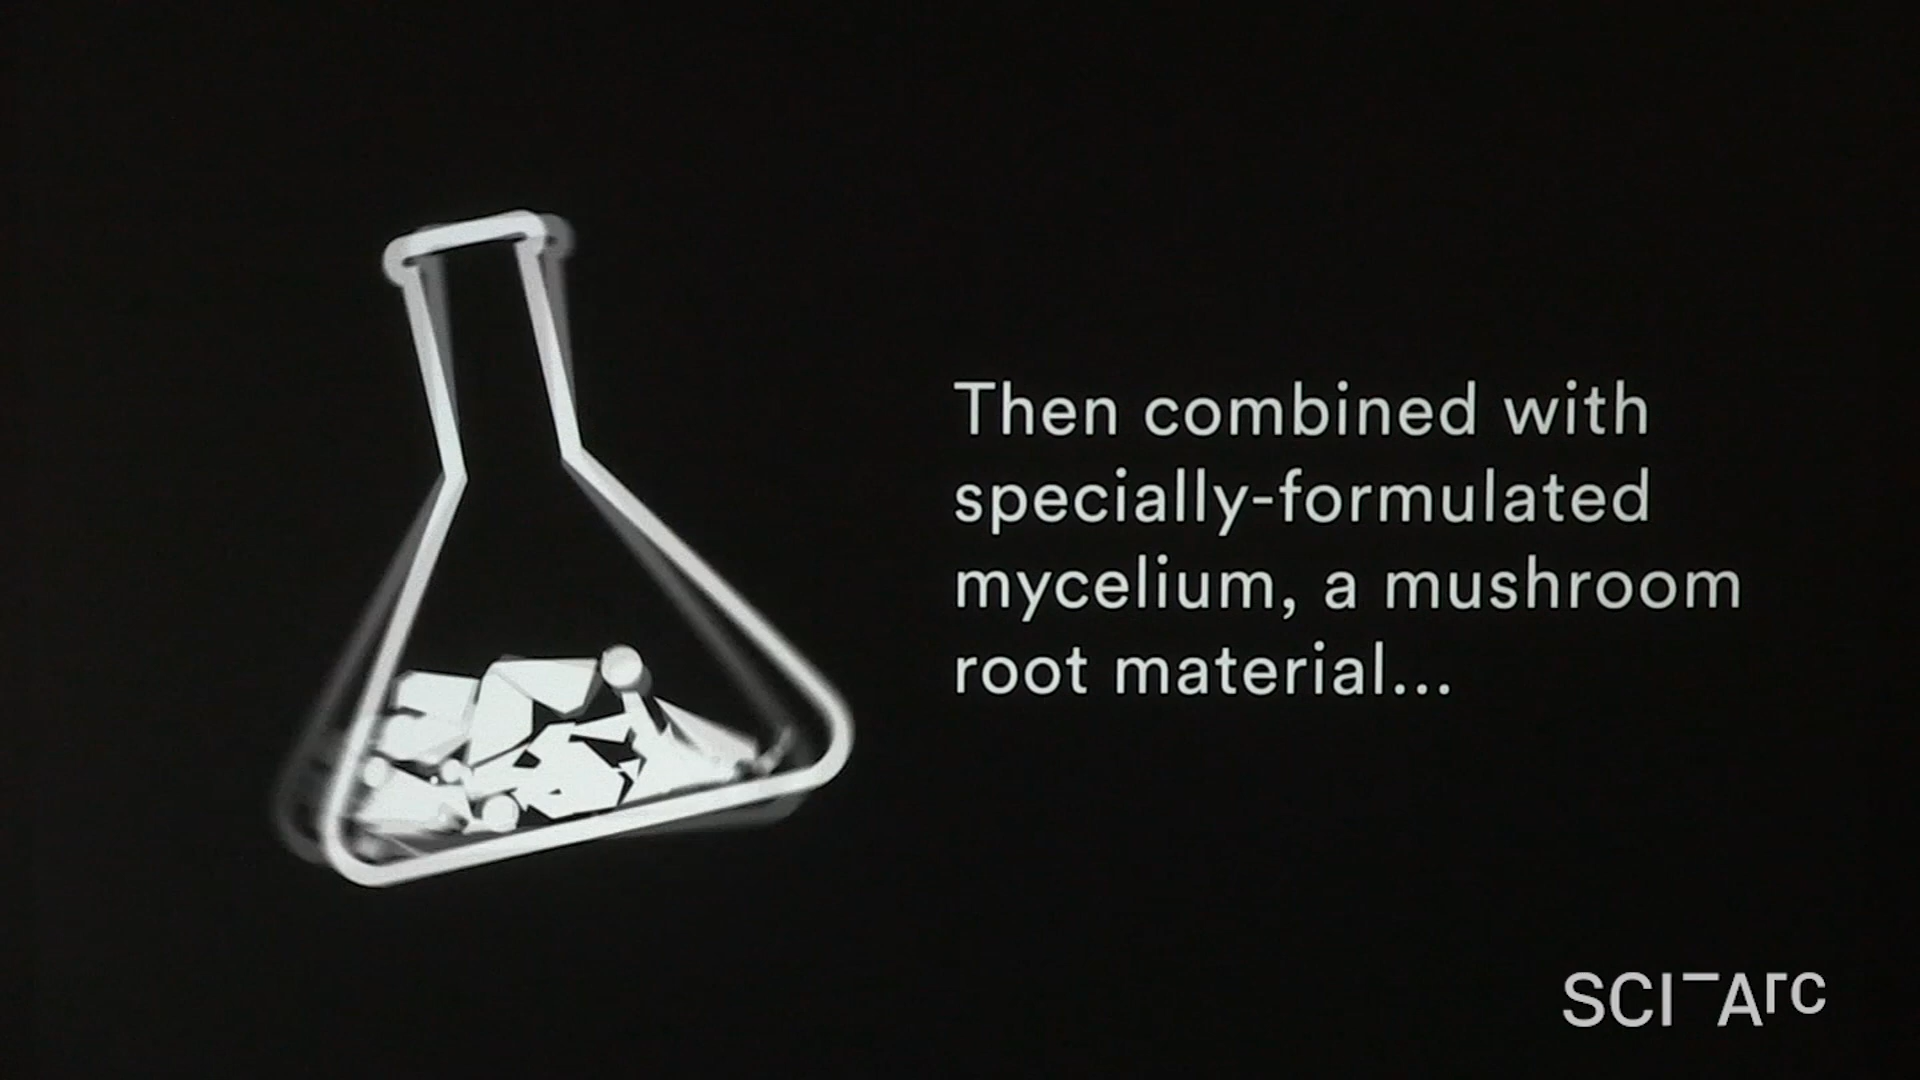 Then combined with
specially-formulated
mycelium, a mushroom
root material...
SCI-Arc